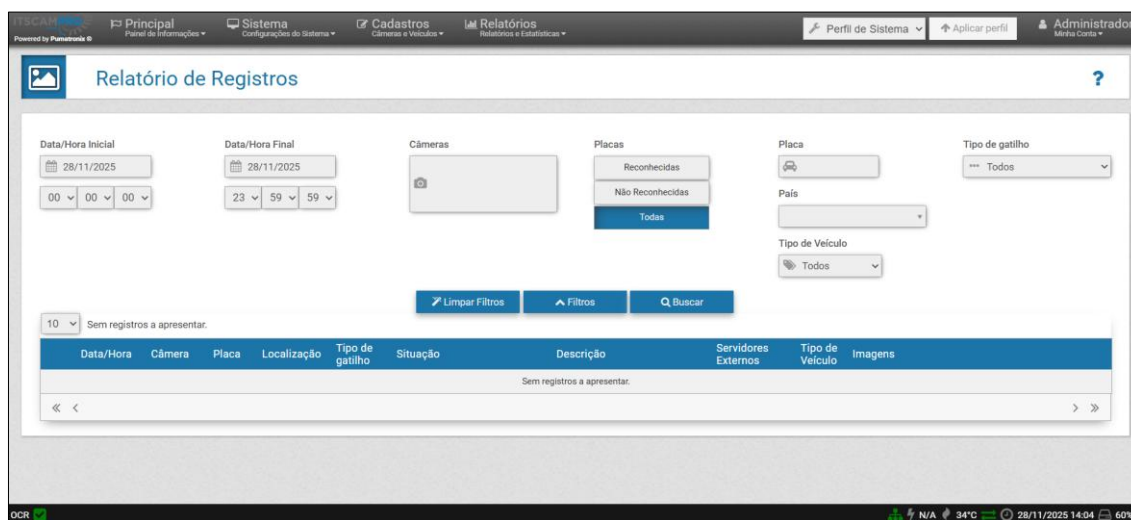 ITSCAMPRO
Powered by Pumatronix ®
Principal
Painel de Informações
Sistema
Configurações do Sistema
Cadastros
Câmeras e Veículos
Relatórios
Relatórios e Estatísticas
Perfil de Sistema
Aplicar perfil
Administrador
Minha Conta
Relatório de Registros
?
Data/Hora Inicial
28/11/2025
00 00 00
Data/Hora Final
28/11/2025
23 59 59
Câmeras
Placas
Reconhecidas
Não Reconhecidas
Todas
Placa
País
Tipo de Veículo
Todos
Tipo de gatilho
Todos
Limpar Filtros Filtros Buscar
10 Sem registros a apresentar.
Data/Hora Câmera Placa Localização Tipo de gatilho Situação Descrição Servidores Externos Tipo de Veículo Imagens
Sem registros a apresentar.
OCR N/A 34°C 28/11/2025 14:04 60%